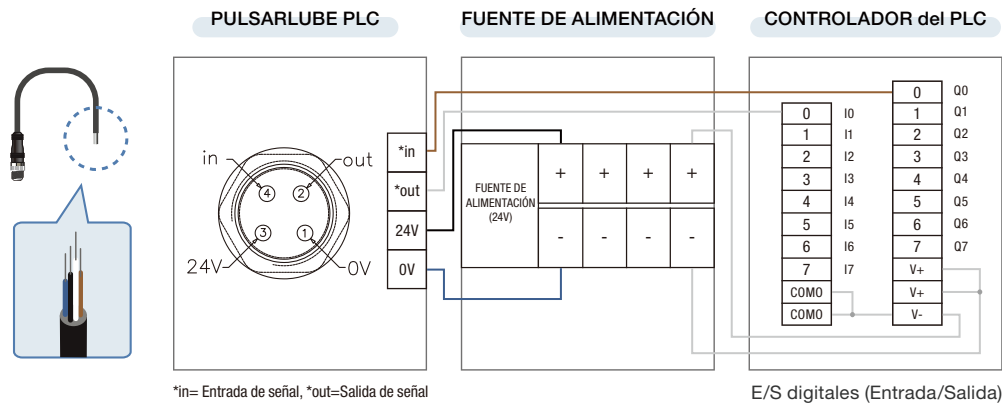 PULSARLUBE PLC
FUENTE DE ALIMENTACIÓN
CONTROLADOR del PLC
in
out
24V
0V
4
2
3
1
*in
*out
24V
0V
FUENTE DE
ALIMENTACIÓN
(24V)
+ + + +
- - - -
0 I0
1 I1
2 I2
3 I3
4 I4
5 I5
6 I6
7 I7
COMO
COMO
0 Q0
1 Q1
2 Q2
3 Q3
4 Q4
5 Q5
6 Q6
7 Q7
V+
V+
V-
*in= Entrada de señal, *out=Salida de señal
E/S digitales (Entrada/Salida)